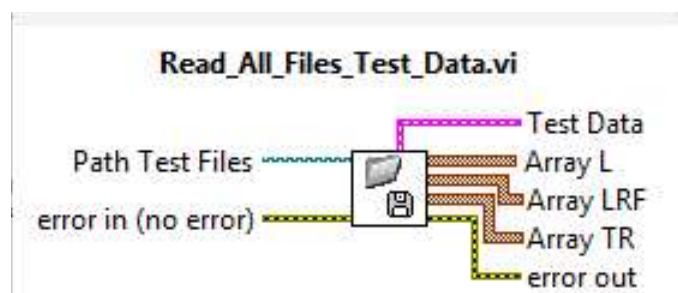 Read_All_Files_Test_Data.vi
Test Data
Path Test Files
Array L
Array LRF
error in (no error)
Array TR
error out